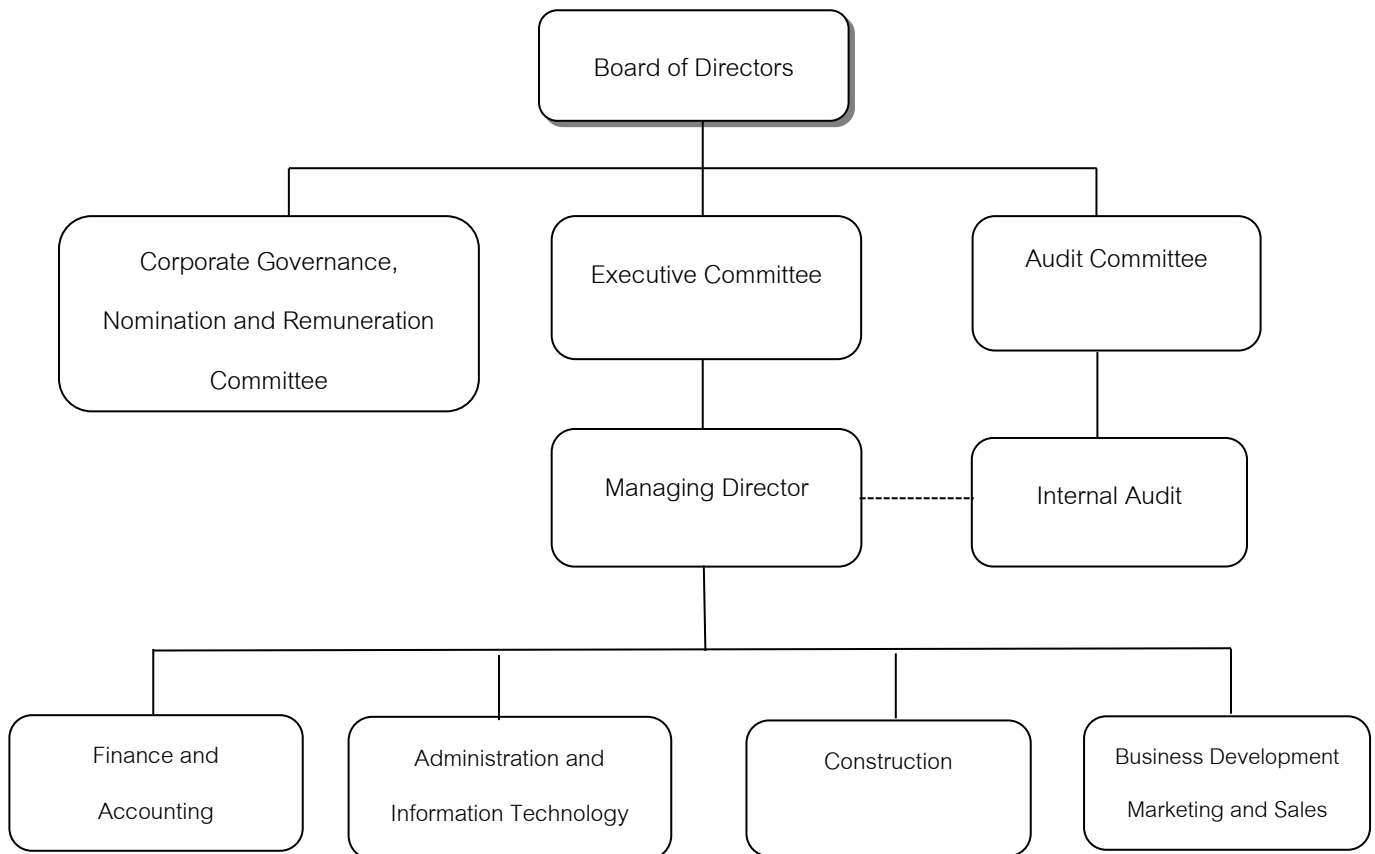 Board of Directors
Corporate Governance,
Nomination and Remuneration
Committee
Executive Committee
Audit Committee
Managing Director
Internal Audit
Finance and
Accounting
Administration and
Information Technology
Construction
Business Development
Marketing and Sales